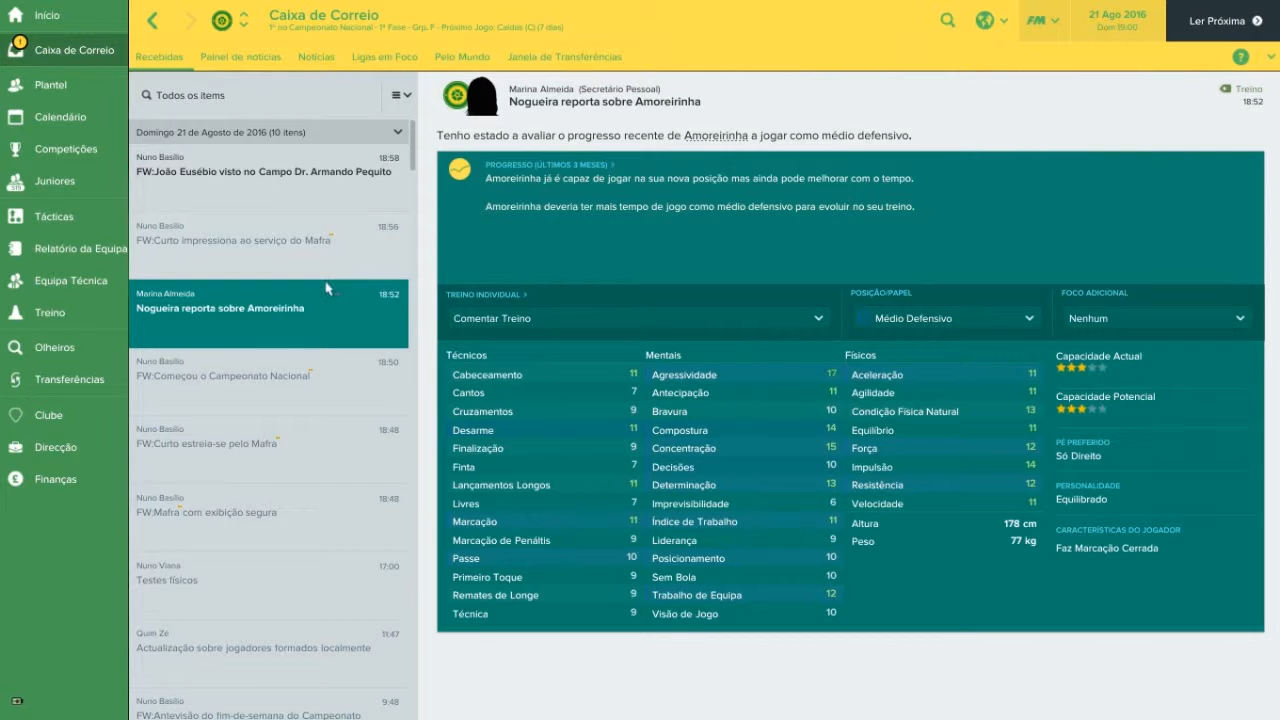 Início
Caixa de Correio
Plantel
Calendário
Competições
Juniores
Tácticas
Relatório da Equipa
Equipa Técnica
Treino
Olheiros
Transferências
Clube
Direcção
Finanças
Caixa de Correio
1º no Campeonato Nacional - 1ª Fase - Grp. F - Próximo Jogo: Caídas (C) (7 dias)
FM
21 Ago 2016
Dom 19:00
Ler Próxima
Recebidas
Painel de notícias
Notícias
Ligas em Foco
Pelo Mundo
Janela de Transferências
?
Todos os items
Domingo 21 de Agosto de 2016 (10 itens)
Nuno Basílio 18:58
FW:João Eusébio visto no Campo Dr. Armando Pequito
Nuno Basílio 18:56
FW:Curto impressiona ao serviço do Mafra
Marina Almeida 18:52
Nogueira reporta sobre Amoreirinha
Nuno Basílio 18:50
FW:Começou o Campeonato Nacional
Nuno Basílio 18:48
FW:Curto estreia-se pelo Mafra
Nuno Basílio 18:48
FW:Mafra com exibição segura
Nuno Viana 17:00
Testes físicos
Quim Zé 11:47
Actualização sobre jogadores formados localmente
Nuno Basílio 9:48
FW:Antevisão do fim-de-semana do Campeonato
Marina Almeida (Secretário Pessoal)
Nogueira reporta sobre Amoreirinha
Treino
18:52
Tenho estado a avaliar o progresso recente de Amoreirinha a jogar como médio defensivo.
PROGRESSO (ÚLTIMOS 3 MESES) >
Amoreirinha já é capaz de jogar na sua nova posição mas ainda pode melhorar com o tempo.
Amoreirinha deveria ter mais tempo de jogo como médio defensivo para evoluir no seu treino.
TREINO INDIVIDUAL >
Comentar Treino
POSIÇÃO/PAPEL
Médio Defensivo
FOCO ADICIONAL
Nenhum
Técnicos
Cabeceamento 11
Cantos 7
Cruzamentos 9
Desarme 11
Finalização 9
Finta 7
Lançamentos Longos 11
Livres 7
Marcação 11
Marcação de Penáltis 9
Passe 10
Primeiro Toque 9
Remates de Longe 9
Técnica 9
Mentais
Agressividade 17
Antecipação 11
Bravura 10
Compostura 14
Concentração 15
Decisões 10
Determinação 13
Imprevisibilidade 6
Índice de Trabalho 11
Liderança 9
Posicionamento 10
Sem Bola 10
Trabalho de Equipa 12
Visão de Jogo 10
Físicos
Aceleração 11
Agilidade 11
Condição Física Natural 13
Equilíbrio 11
Força 12
Impulsão 14
Resistência 12
Velocidade 11
Altura 178 cm
Peso 77 kg
Capacidade Actual
Capacidade Potencial
PÉ PREFERIDO
Só Direito
PERSONALIDADE
Equilibrado
CARACTERÍSTICAS DO JOGADOR
Faz Marcação Cerrada